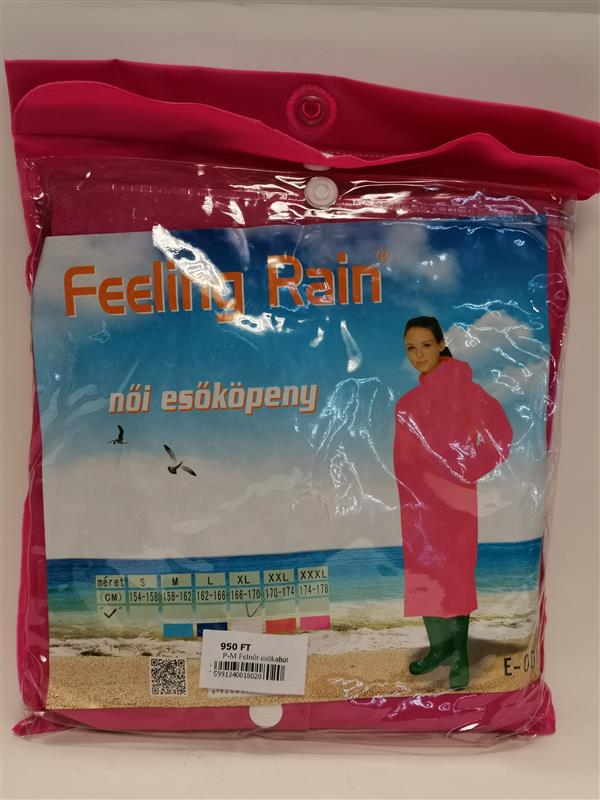 Feeling Rain®
női esőköpeny
méret S M L XL XXL XXXL
(CM) 154-158 158-162 162-166 166-170 170-174 174-178
950 FT
P-M Felnőt esőkabát
5991340018020